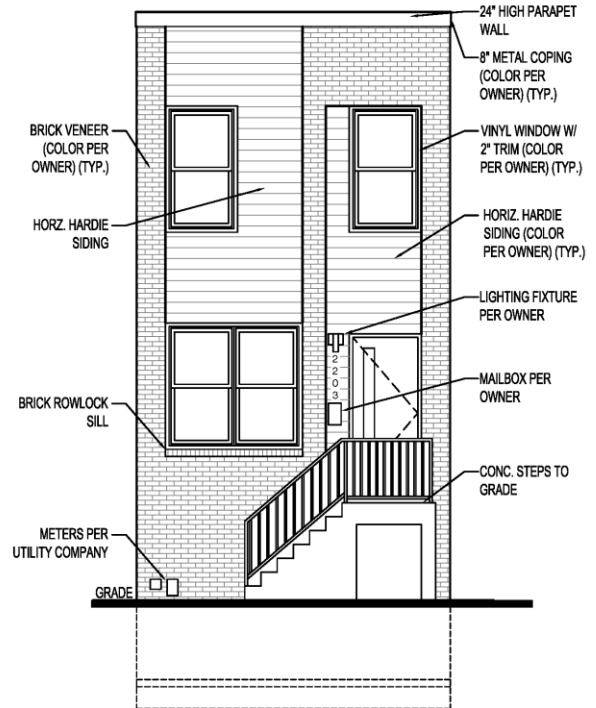 24" HIGH PARAPET
WALL
8" METAL COPING
(COLOR PER
OWNER) (TYP.)
BRICK VENEER
(COLOR PER
OWNER) (TYP.)
VINYL WINDOW W/
2" TRIM (COLOR
PER OWNER) (TYP.)
HORZ. HARDIE
SIDING
HORIZ. HARDIE
SIDING (COLOR
PER OWNER) (TYP.)
LIGHTING FIXTURE
PER OWNER
2
2
0
3
MAILBOX PER
OWNER
BRICK ROWLOCK
SILL
CONC. STEPS TO
GRADE
METERS PER
UTILITY COMPANY
GRADE